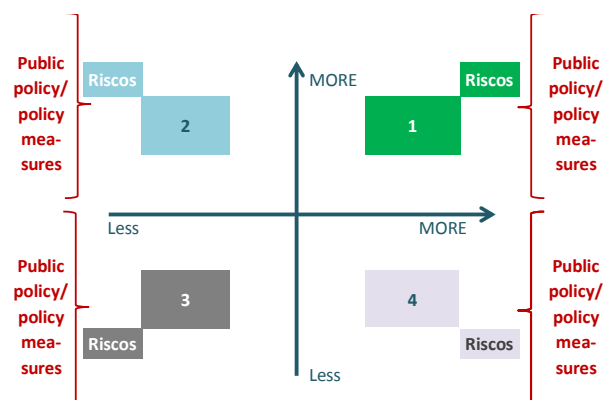 Public
policy/
policy
mea-
sures
Riscos
2
MORE
Riscos
1
Public
policy/
policy
mea-
sures
Less
MORE
Public
policy/
policy
mea-
sures
3
Riscos
4
Riscos
Less
Public
policy/
policy
mea-
sures